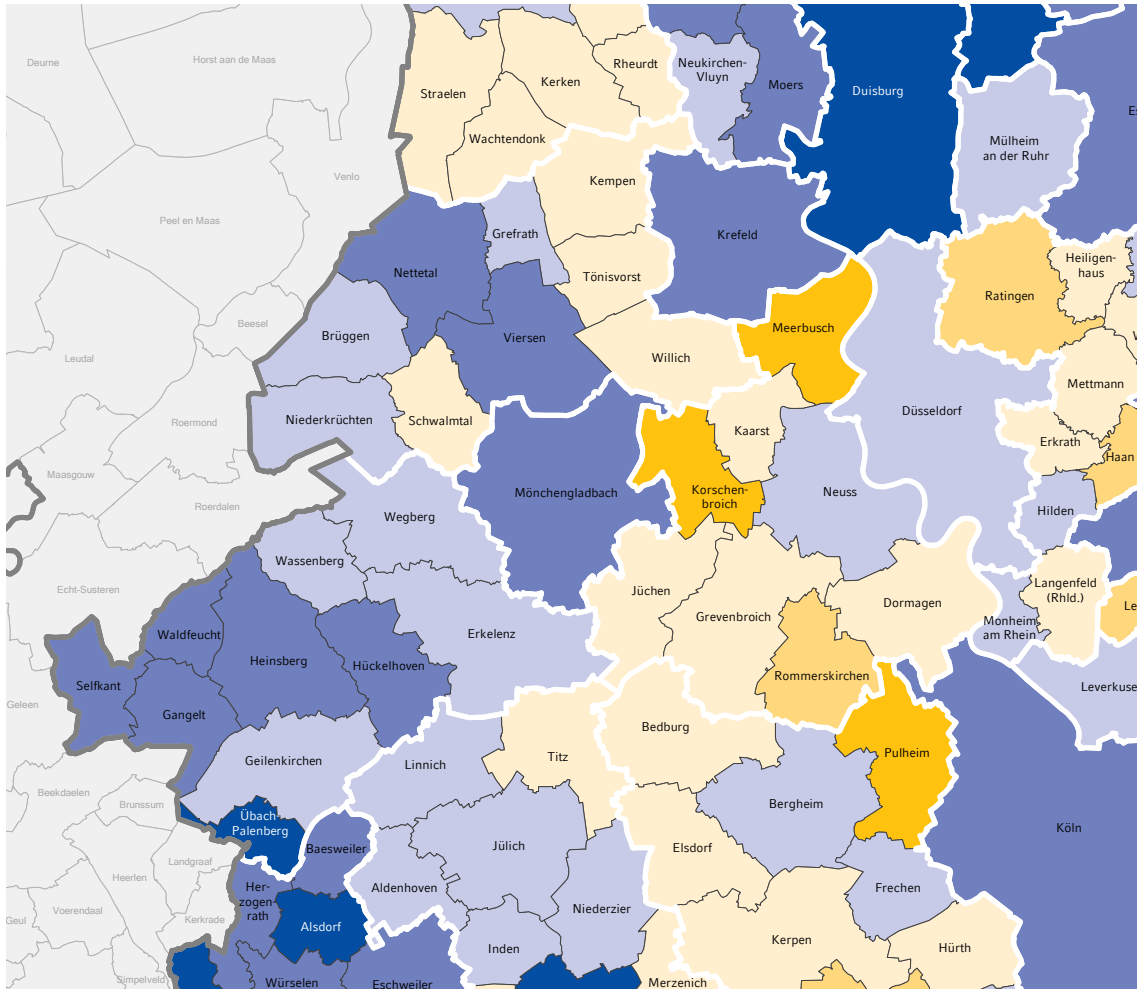 Deurne
Horst aan de Maas
Straelen
Kerken
Rheurdt
Neukirchen-
Vluyn
Moers
Duisburg
Wachtendonk
Mülheim
an der Ruhr
Es
Venlo
Kempen
Peel en Maas
Grefrath
Krefeld
Nettetal
Tönisvorst
Heiligen-
haus
Ratingen
Beesel
Brüggen
Viersen
Meerbusch
Leudal
Willich
Mettmann
Niederkrüchten
Schwalmtal
Düsseldorf
Roermond
Kaarst
Erkrath
Haan
Maasgouw
Mönchengladbach
Korschen-
broich
Neuss
Roerdalen
Wegberg
Hilden
Wassenberg
Echt-Susteren
Jüchen
Langenfeld
(Rhld.)
Dormagen
Le
Grevenbroich
Monheim
am Rhein
Waldfeucht
Erkelenz
Heinsberg
Hückelhoven
Rommerskirchen
Selfkant
Leverkuse
Geleen
Gangelt
Bedburg
Pulheim
Geilenkirchen
Linnich
Titz
Beekdaelen
Brunssum
Bergheim
Übach-
Palenberg
Köln
Baesweiler
Jülich
Elsdorf
Landgraaf
Heerlen
Her-
zogen-
rath
Aldenhoven
Frechen
Voerendaal
Geul
Kerkrade
Alsdorf
Niederzier
Kerpen
Inden
Hürth
Simpelveld
Würselen
Eschweiler
Merzenich